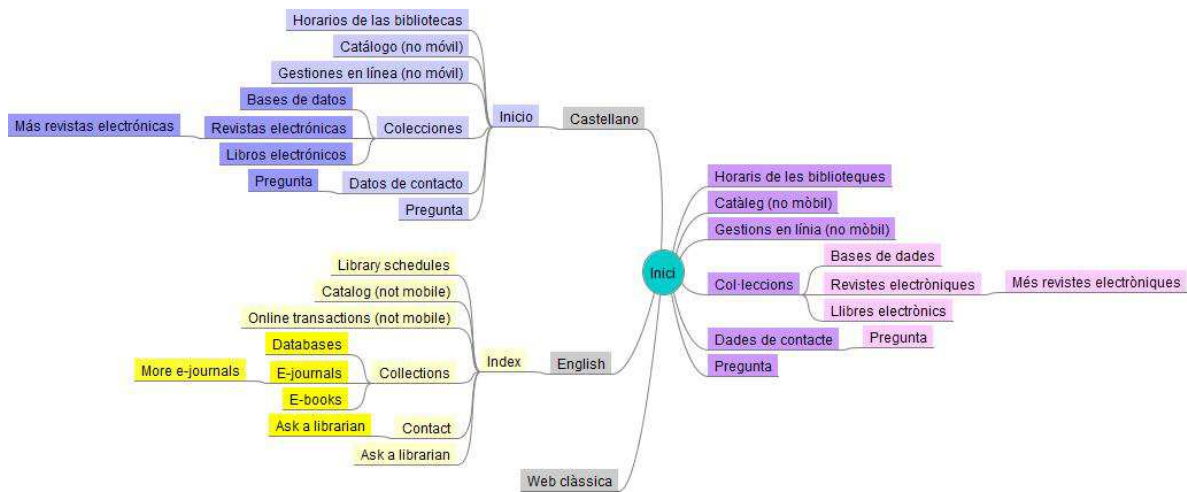 Horarios de las bibliotecas
Catálogo (no móvil)
Gestiones en línea (no móvil)
Bases de datos
Más revistas electrónicas
Revistas electrónicas
Colecciones
Inicio
Castellano
Libros electrónicos
Pregunta
Datos de contacto
Pregunta
Library schedules
Catalog (not mobile)
Online transactions (not mobile)
Databases
More e-journals
E-journals
Collections
Index
English
E-books
Ask a librarian
Contact
Ask a librarian
Web clàssica
Inici
Horaris de les biblioteques
Catàleg (no mòbil)
Gestions en línia (no mòbil)
Bases de dades
Col·leccions
Revistes electròniques
Més revistes electròniques
Llibres electrònics
Dades de contacte
Pregunta
Pregunta